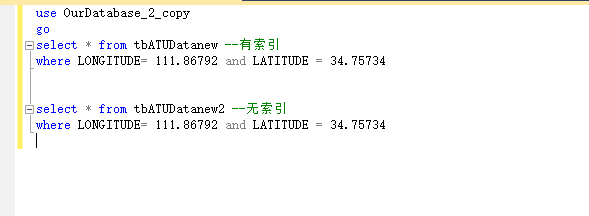 use OurDatabase_2_copy
go
select * from tbATUDatanew --有索引
where LONGITUDE= 111.86792 and LATITUDE = 34.75734
select * from tbATUDatanew2 --无索引
where LONGITUDE= 111.86792 and LATITUDE = 34.75734